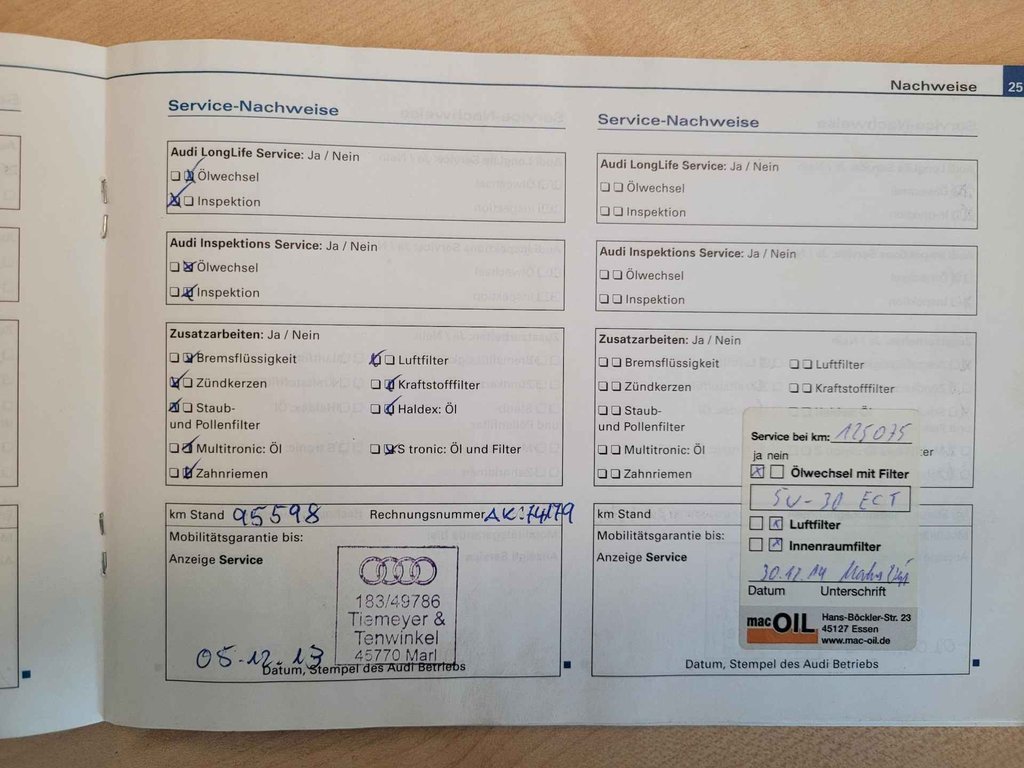 Nachweise 25
Service-Nachweise
Audi LongLife Service: Ja / Nein
Ölwechsel
Inspektion
Audi Inspektions Service: Ja / Nein
Ölwechsel
Inspektion
Zusatzarbeiten: Ja / Nein
Bremsflüssigkeit Luftfilter
Zündkerzen Kraftstofffilter
Staub- Haldex: Öl
und Pollenfilter
Multitronic: Öl S tronic: Öl und Filter
Zahnriemen
km Stand 95598 Rechnungsnummer
Mobilitätsgarantie bis:
Anzeige Service
183/49786
Tiemeyer &
Tenwinkel
45770 Marl
05.12.13
Datum, Stempel des Audi Betriebs
Service-Nachweise
Audi LongLife Service: Ja / Nein
Ölwechsel
Inspektion
Audi Inspektions Service: Ja / Nein
Ölwechsel
Inspektion
Zusatzarbeiten: Ja / Nein
Bremsflüssigkeit Luftfilter
Zündkerzen Kraftstofffilter
Staub-
und Pollenfilter
Multitronic: Öl
Zahnriemen
km Stand
Mobilitätsgarantie bis:
Anzeige Service
Service bei km: 125075
ja nein
Ölwechsel mit Filter
5W-30 ECT
Luftfilter
Innenraumfilter
30.12.14
Datum Unterschrift
mac OIL
Hans-Böckler-Str. 23
45127 Essen
www.mac-oil.de
Datum, Stempel des Audi Betriebs